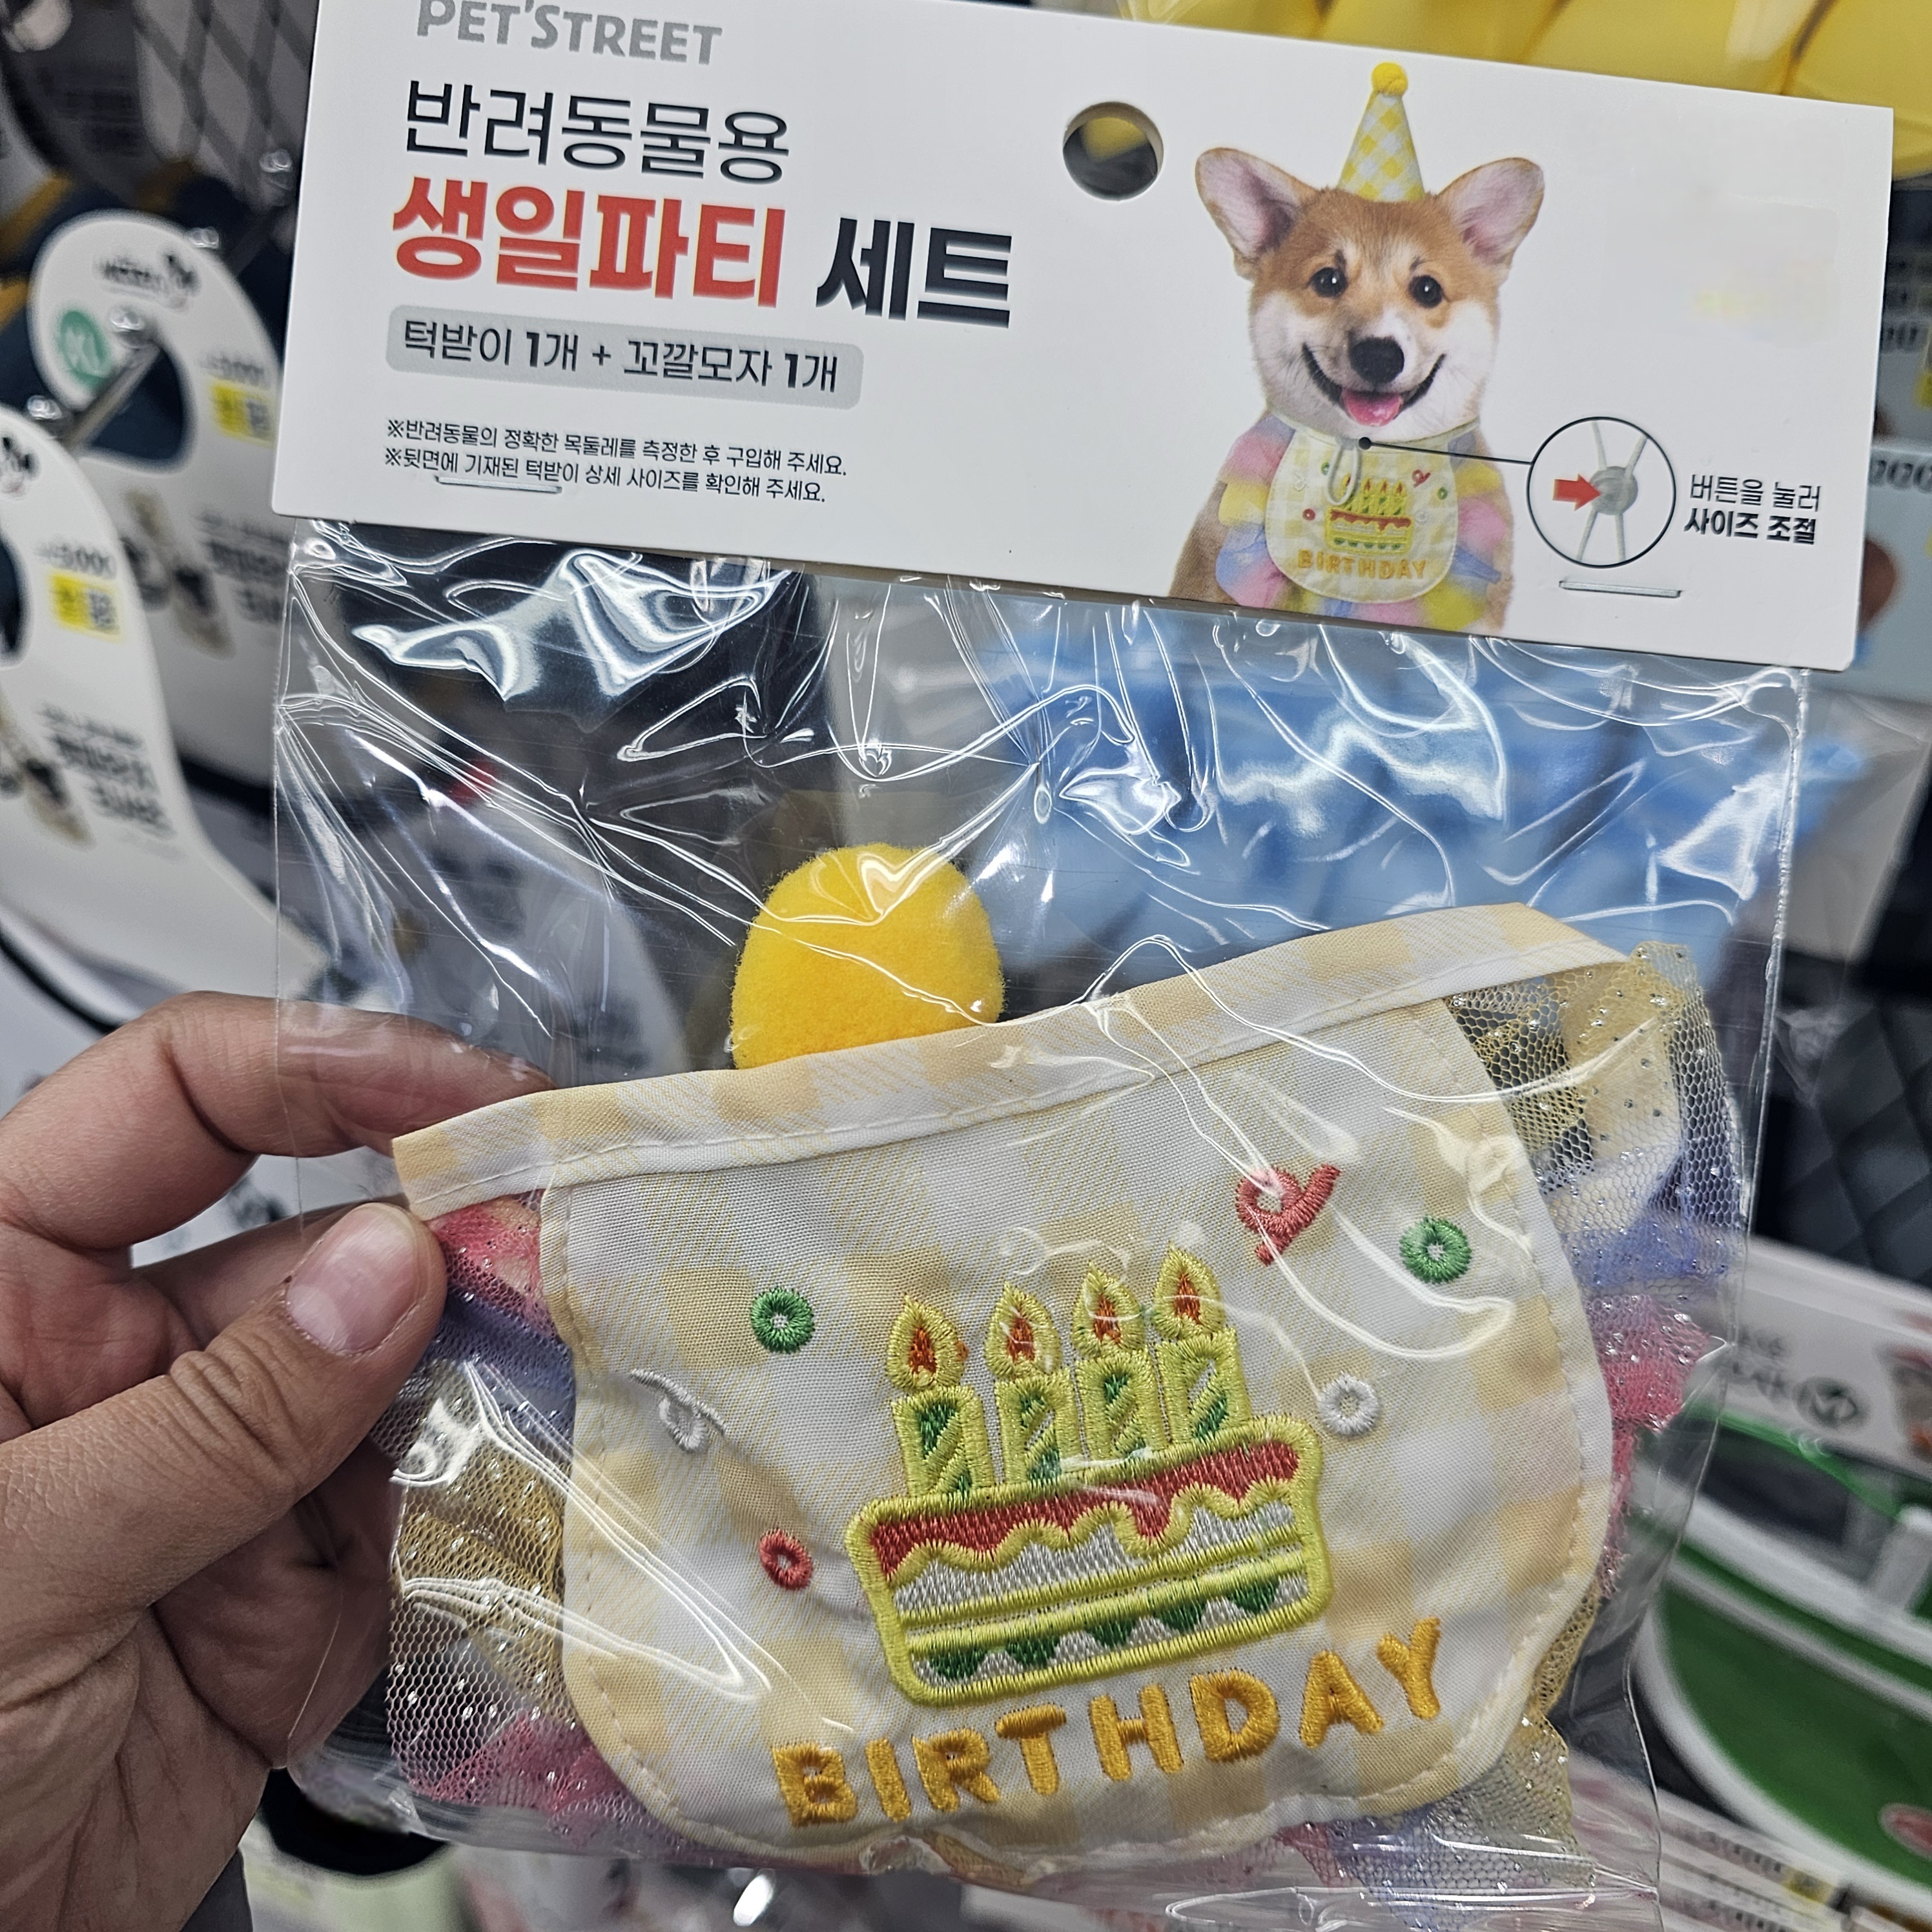 PET'STREET
반려동물용
생일파티 세트
턱받이 1개 + 꼬깔모자 1개
※반려동물의 정확한 목둘레를 측정한 후 구입해 주세요.
※뒷면에 기재된 턱받이 상세 사이즈를 확인해 주세요.
BIRTHDAY
버튼을 눌러
사이즈 조절
XL
BIRTHDAY